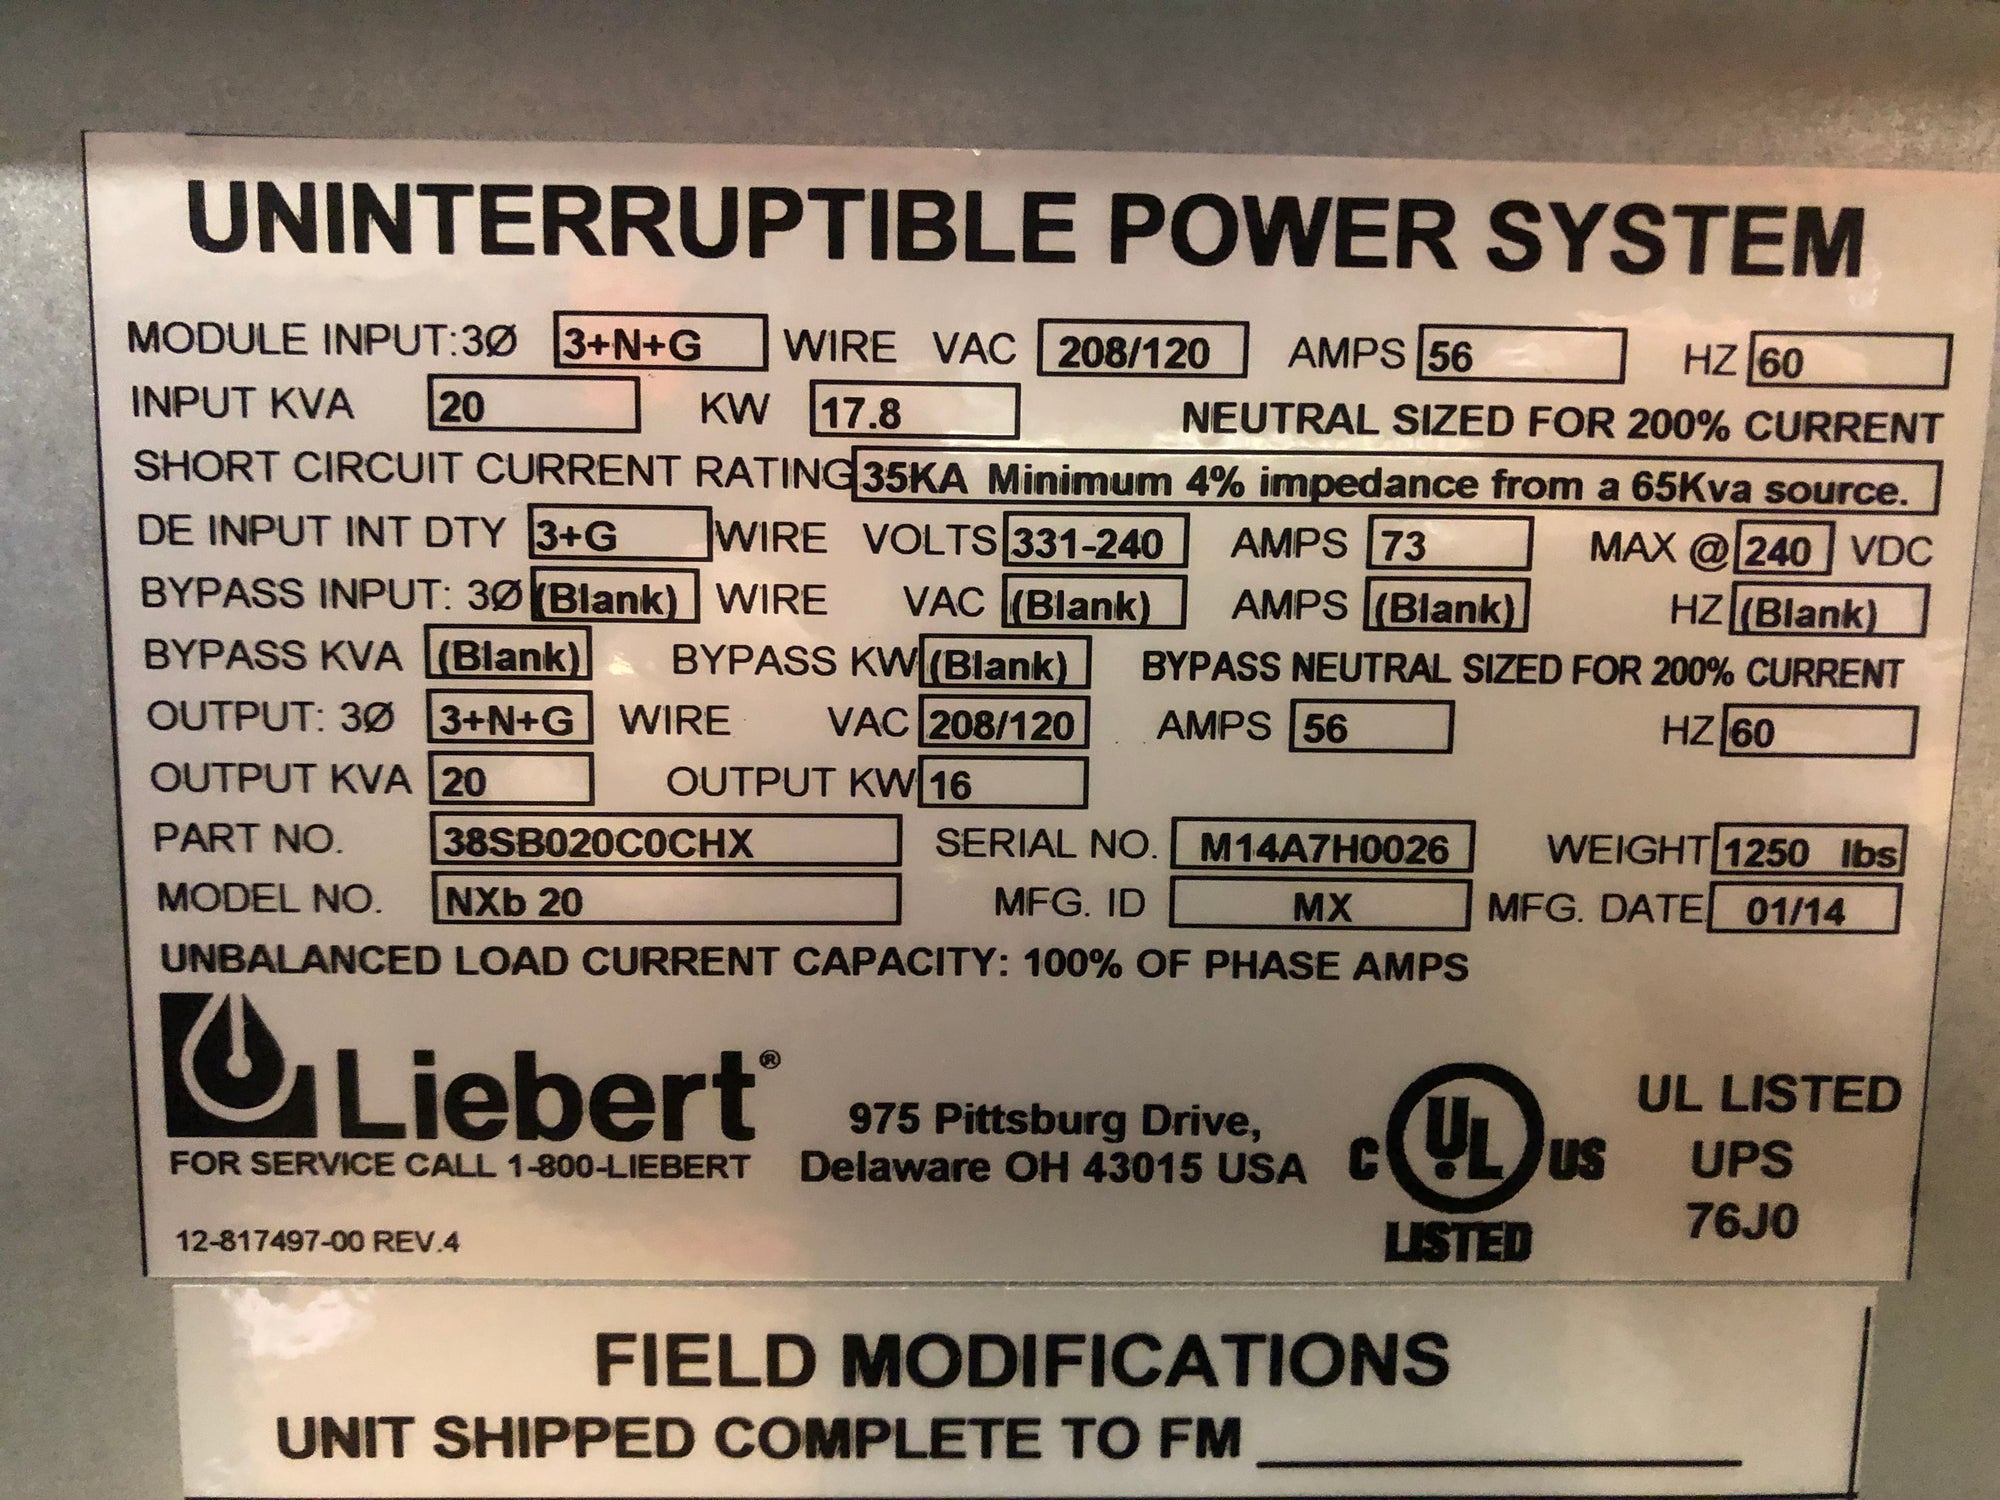 UNINTERRUPTIBLE POWER SYSTEM
MODULE INPUT:3Ø 3+N+G WIRE VAC 208/120 AMPS 56 HZ 60
INPUT KVA 20 KW 17.8 NEUTRAL SIZED FOR 200% CURRENT
SHORT CIRCUIT CURRENT RATING 35KA Minimum 4% impedance from a 65Kva source.
DE INPUT INT DTY 3+G WIRE VOLTS 331-240 AMPS 73 MAX @ 240 VDC
BYPASS INPUT: 3Ø (Blank) WIRE VAC (Blank) AMPS (Blank) HZ (Blank)
BYPASS KVA (Blank) BYPASS KW (Blank) BYPASS NEUTRAL SIZED FOR 200% CURRENT
OUTPUT: 3Ø 3+N+G WIRE VAC 208/120 AMPS 56 HZ 60
OUTPUT KVA 20 OUTPUT KW 16
PART NO. 38SB020C0CHX SERIAL NO. M14A7H0026 WEIGHT 1250 lbs
MODEL NO. NXb 20 MFG. ID MX MFG. DATE 01/14
UNBALANCED LOAD CURRENT CAPACITY: 100% OF PHASE AMPS
Liebert®
FOR SERVICE CALL 1-800-LIEBERT
975 Pittsburg Drive,
Delaware OH 43015 USA
C UL US
LISTED
UL LISTED
UPS
76J0
12-817497-00 REV.4
FIELD MODIFICATIONS
UNIT SHIPPED COMPLETE TO FM